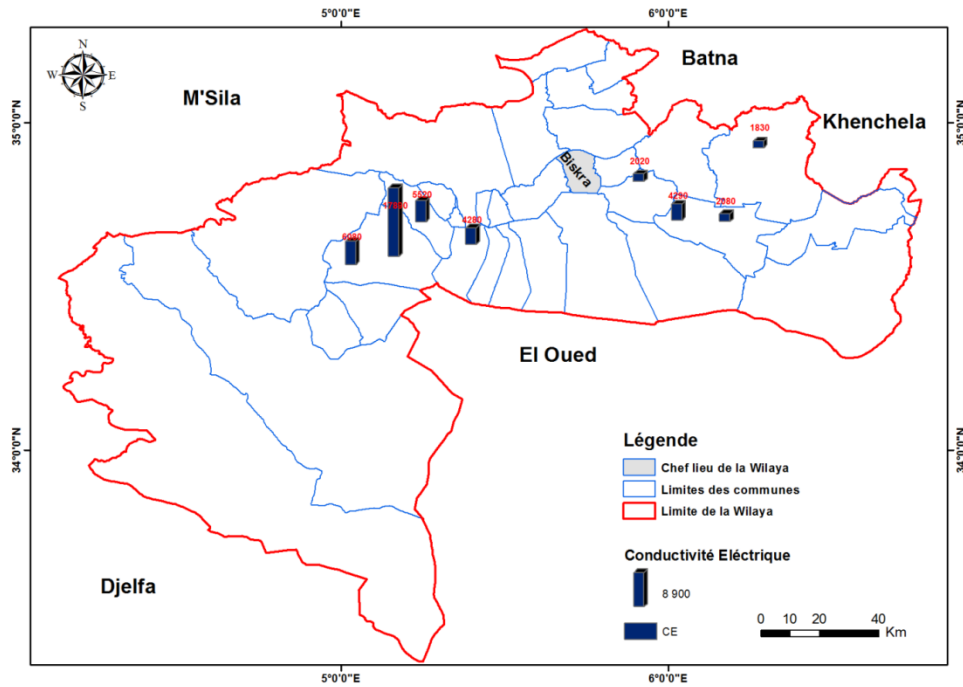 5°0'0"E
6°0'0"E
N
W
E
S
Batna
M'Sila
35°0'0"N
Khenchela
35°0'0"N
1830
Biskra
2020
2080
4280
El Oued
34°0'0"N
34°0'0"N
Légende
Chef lieu de la Wilaya
Limites des communes
Limite de la Wilaya
Conductivité Eléctrique
8 900
CE
Djelfa
0 10 20 40
Km
5°0'0"E
6°0'0"E